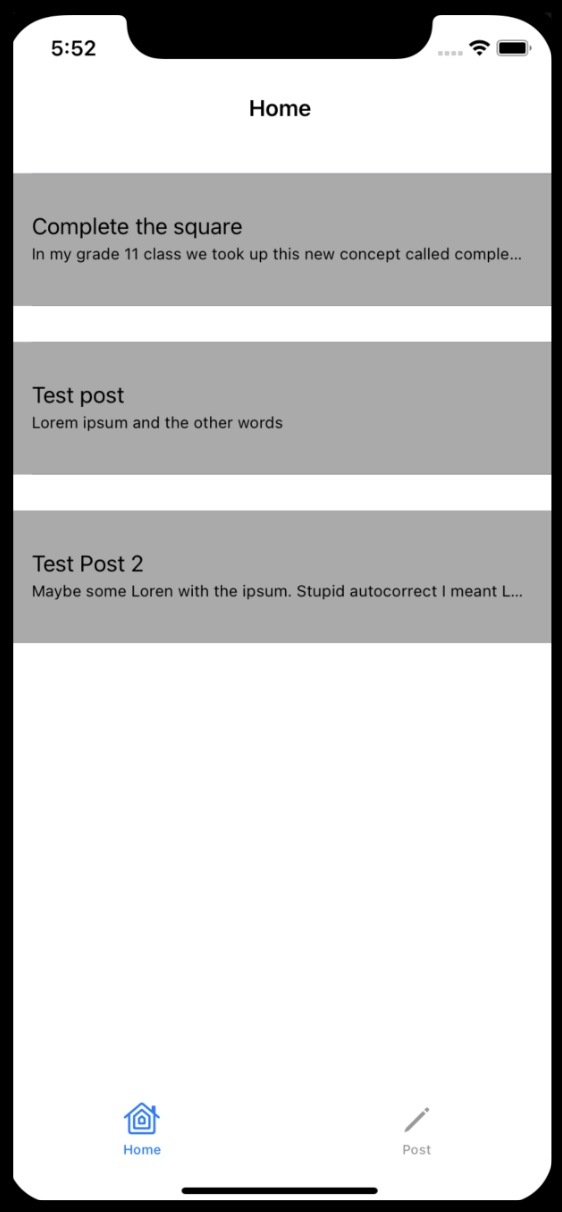 5:52
Home
Complete the square
In my grade 11 class we took up this new concept called comple...
Test post
Lorem ipsum and the other words
Test Post 2
Maybe some Loren with the ipsum. Stupid autocorrect I meant L...
Home
Post